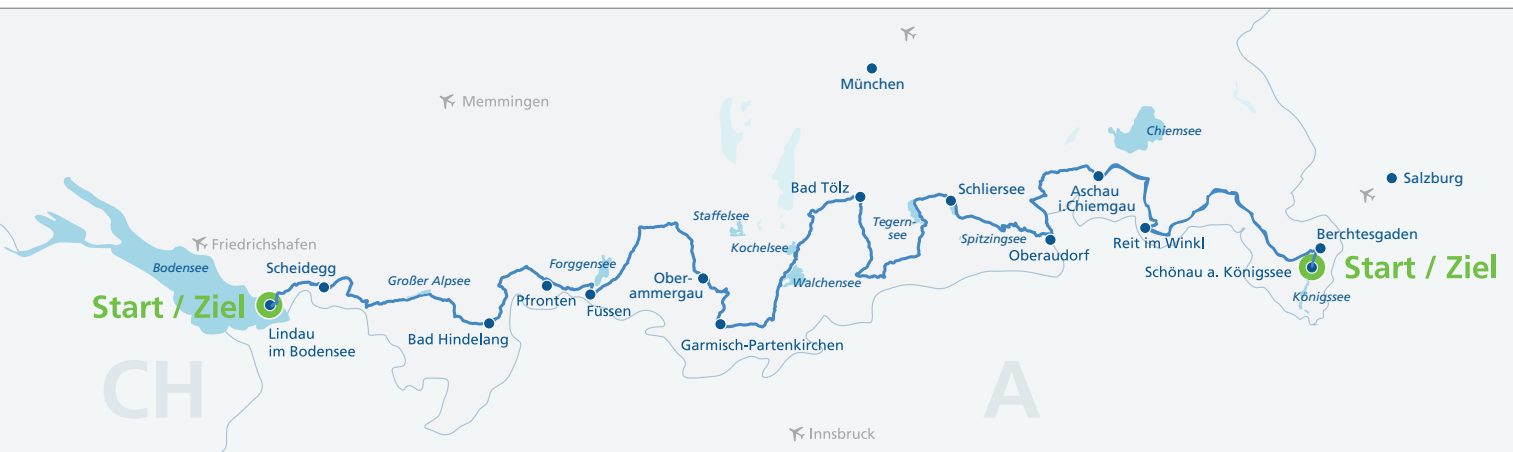 München
Memmingen
Chiemsee
Salzburg
Bad Tölz
Schliersee
Aschau
i.Chiemgau
Staffelsee
Tegern-
see
Kochelsee
Spitzingsee
Oberaudorf
Reit im Winkl
Berchtesgaden
Friedrichshafen
Bodensee
Scheidegg
Großer Alpsee
Forggensee
Pfronten
Füssen
Ober-
ammergau
Walchensee
Schönau a. Königssee
Start / Ziel
Königssee
Start / Ziel
Lindau
im Bodensee
Bad Hindelang
Garmisch-Partenkirchen
CH
A
Innsbruck